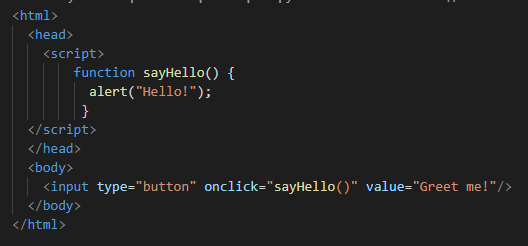 <html>
<head>
<script>
function sayHello() {
alert("Hello!");
}
</script>
</head>
<body>
<input type="button" onclick="sayHello()" value="Greet me!"/>
</body>
</html>